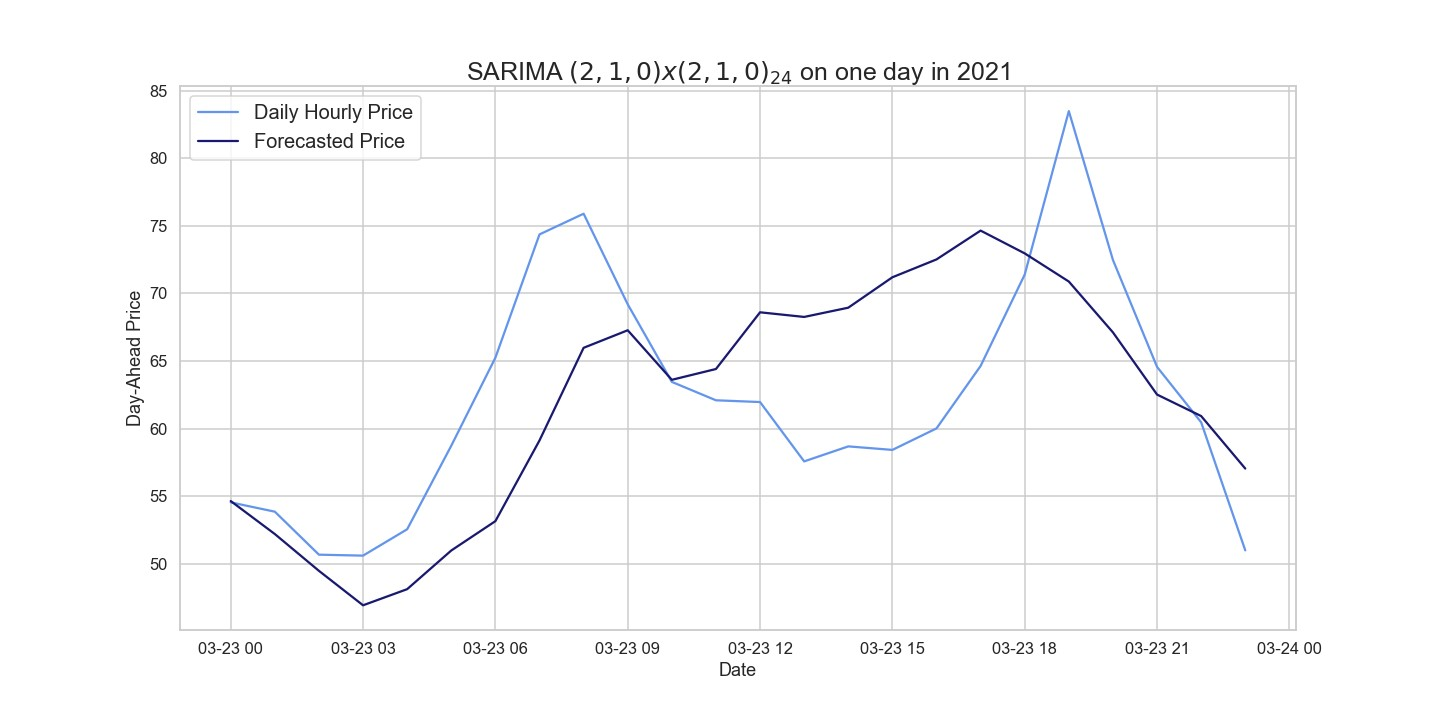 SARIMA (2, 1, 0)x(2, 1, 0)₂₄ on one day in 2021
Daily Hourly Price
Forecasted Price
Day-Ahead Price
85
80
75
70
65
60
55
50
03-23 00 03-23 03 03-23 06 03-23 09 03-23 12 03-23 15 03-23 18 03-23 21 03-24 00
Date